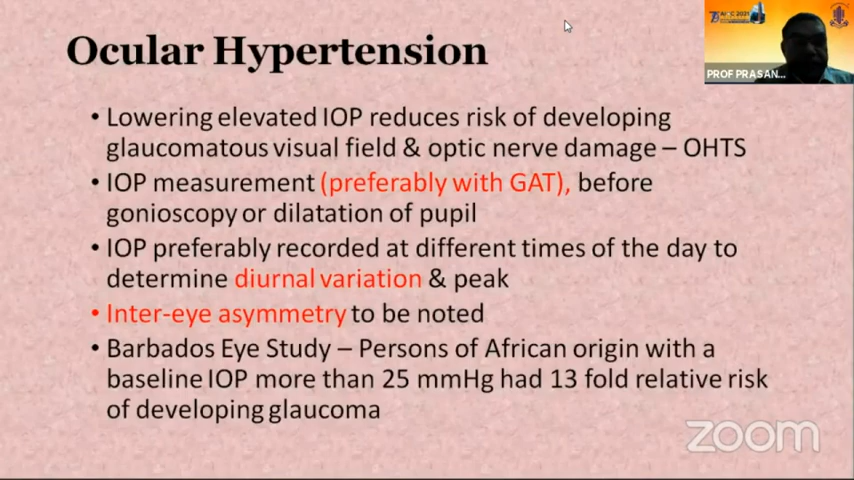 Ocular Hypertension
• Lowering elevated IOP reduces risk of developing
glaucomatous visual field & optic nerve damage – OHTS
• IOP measurement (preferably with GAT), before
gonioscopy or dilatation of pupil
• IOP preferably recorded at different times of the day to
determine diurnal variation & peak
• Inter-eye asymmetry to be noted
• Barbados Eye Study – Persons of African origin with a
baseline IOP more than 25 mmHg had 13 fold relative risk
of developing glaucoma
PROF PRASAN...
zoom